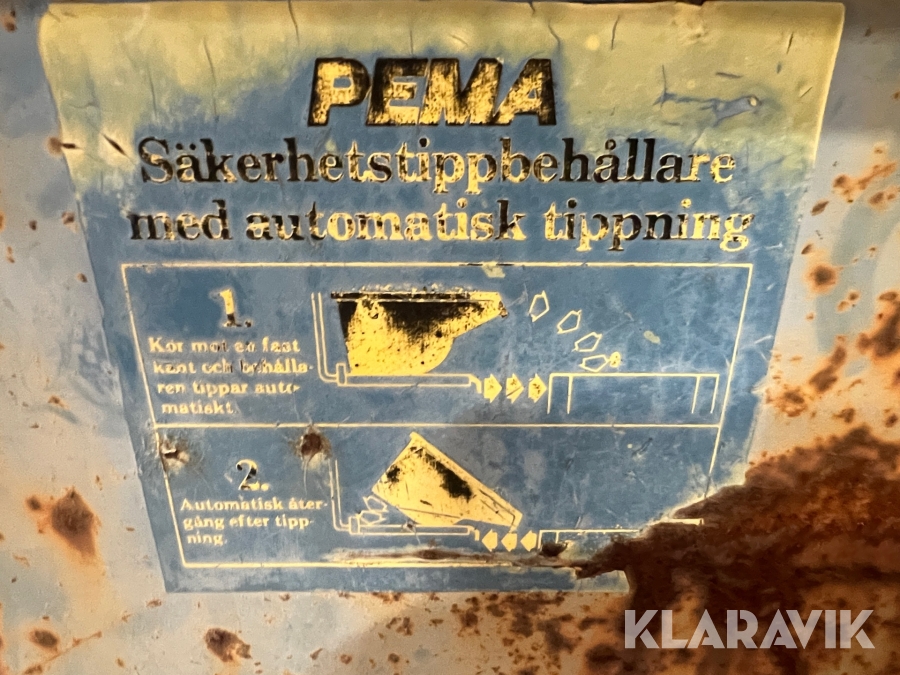 PEMA
Säkerhetstippbehållare
med automatisk tippning
1.
Kör mot en fast
kant och behålla-
ren tippar auto-
matiskt
2.
Automatisk åter-
gång efter tipp-
ning.
KLARAVIK